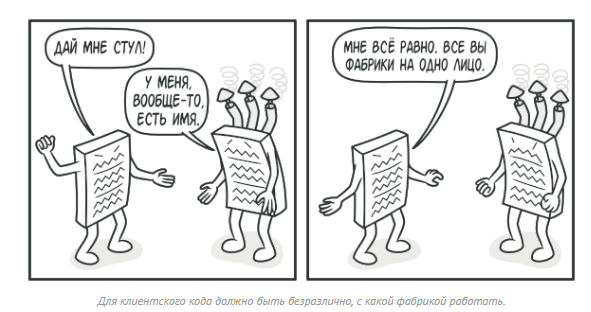 ДАЙ МНЕ СТУЛ!
У МЕНЯ,
ВООБЩЕ-ТО,
ЕСТЬ ИМЯ.
МНЕ ВСЁ РАВНО. ВСЕ ВЫ
ФАБРИКИ НА ОДНО ЛИЦО.
Для клиентского кода должно быть безразлично, с какой фабрикой работать.